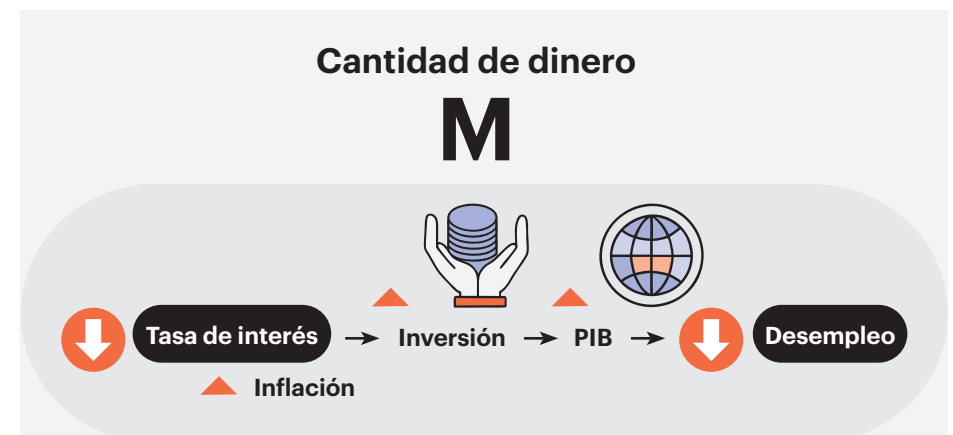 Cantidad de dinero
M
Tasa de interés
Inversión
PIB
Desempleo
Inflación